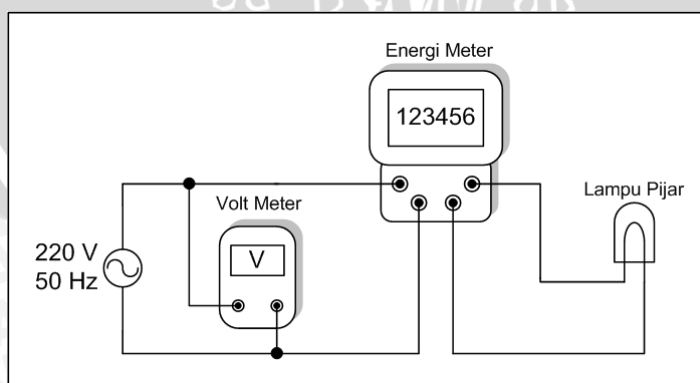 Energi Meter
123456
Lampu Pijar
Volt Meter
V
220 V
50 Hz